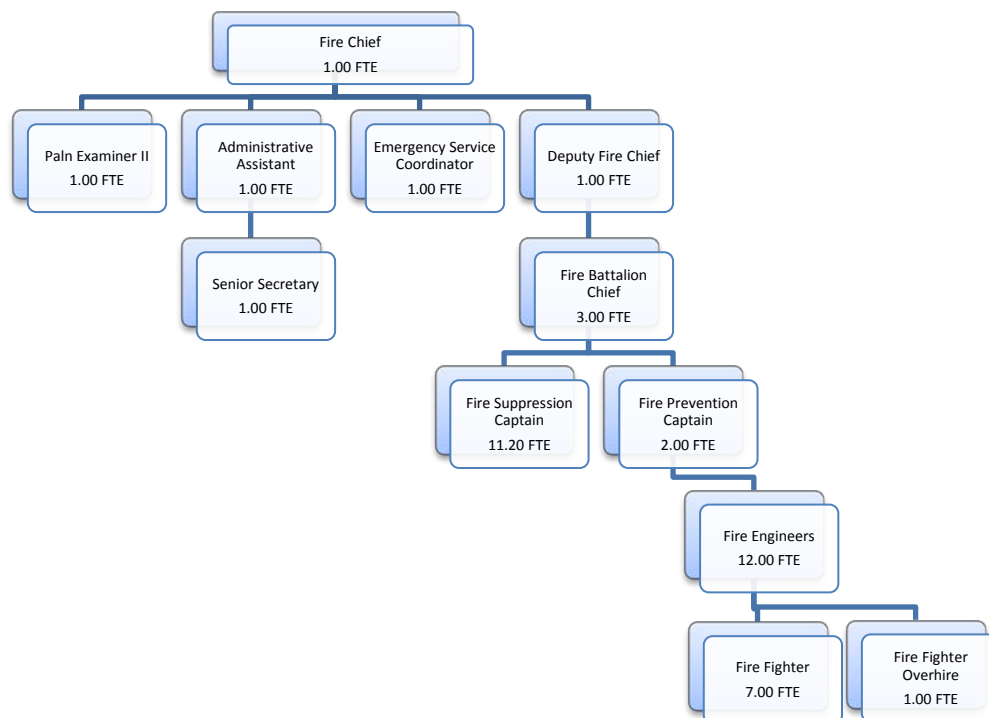 Fire Chief
1.00 FTE
Paln Examiner II
1.00 FTE
Administrative
Assistant
1.00 FTE
Emergency Service
Coordinator
1.00 FTE
Deputy Fire Chief
1.00 FTE
Senior Secretary
1.00 FTE
Fire Battalion
Chief
3.00 FTE
Fire Suppression
Captain
11.20 FTE
Fire Prevention
Captain
2.00 FTE
Fire Engineers
12.00 FTE
Fire Fighter
7.00 FTE
Fire Fighter
Overhire
1.00 FTE